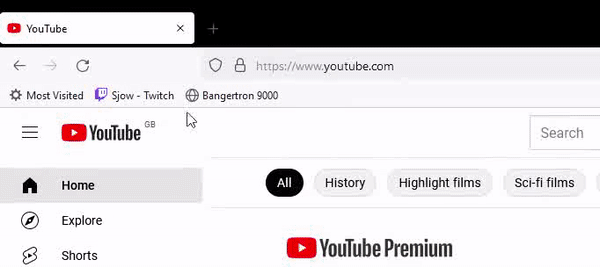 YouTube
https://www.youtube.com
Most Visited Sjow - Twitch Bangertron 9000
YouTube GB
Search
All History Highlight films Sci-fi films
Home
Explore
Shorts
YouTube Premium